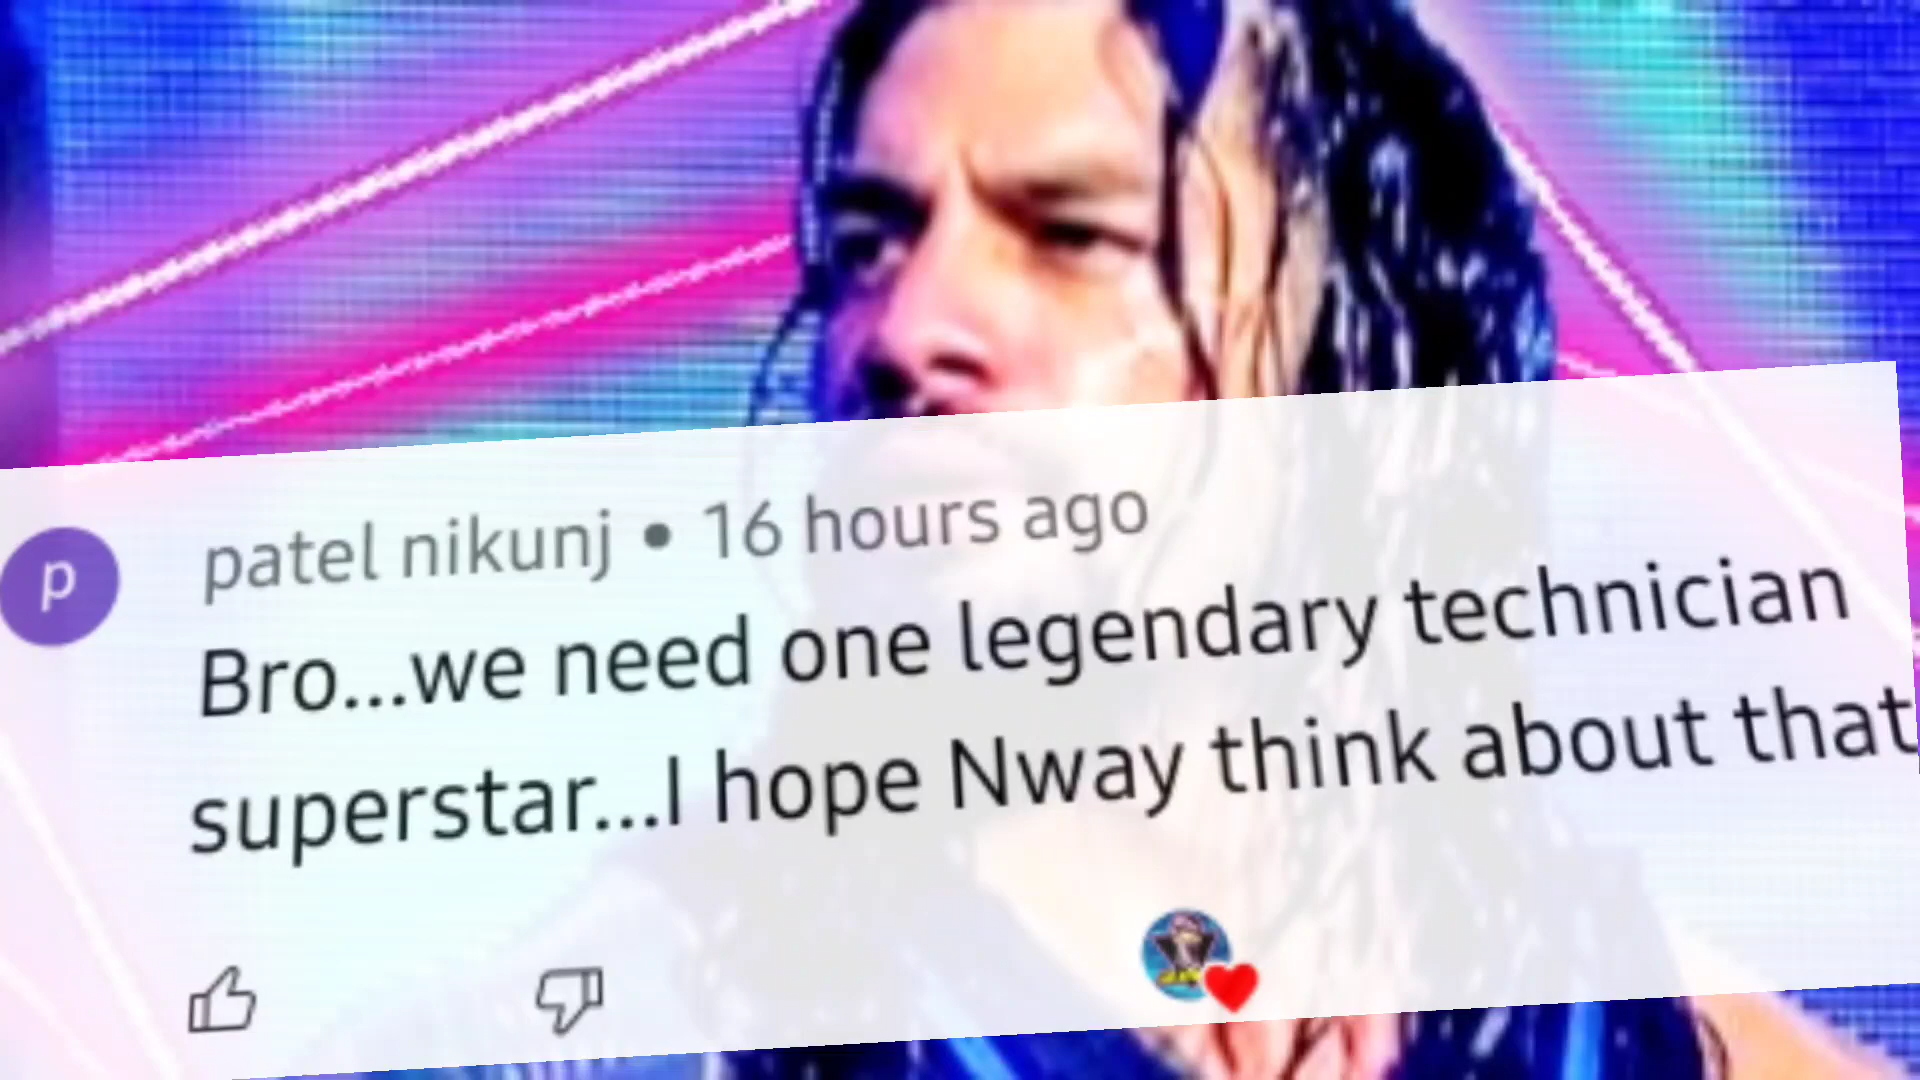 p
patel nikunj • 16 hours ago
Bro...we need one legendary technician
superstar...I hope Nway think about that